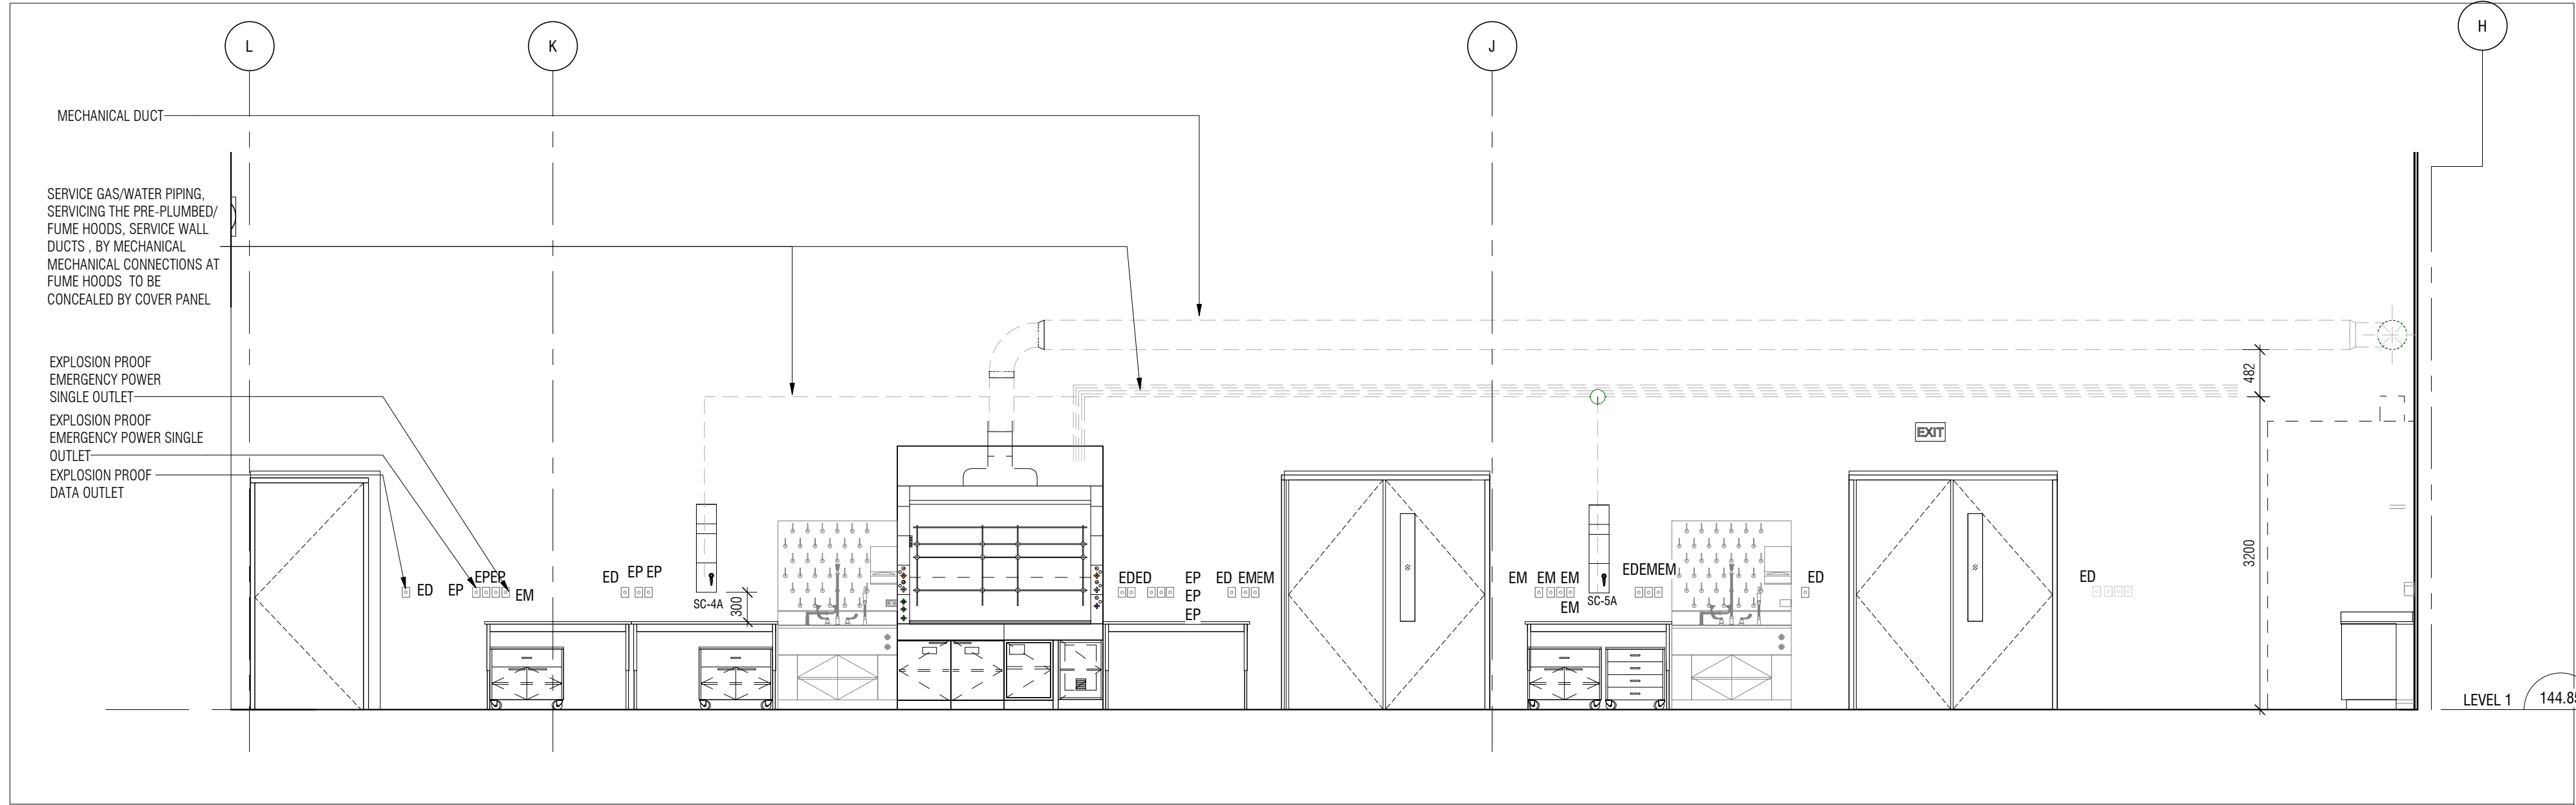 L
K
J
H
MECHANICAL DUCT
SERVICE GAS/WATER PIPING,
SERVICING THE PRE-PLUMBED/
FUME HOODS, SERVICE WALL
DUCTS , BY MECHANICAL
MECHANICAL CONNECTIONS AT
FUME HOODS TO BE
CONCEALED BY COVER PANEL
EXPLOSION PROOF
EMERGENCY POWER
SINGLE OUTLET
EXPLOSION PROOF
EMERGENCY POWER SINGLE
OUTLET
EXPLOSION PROOF
DATA OUTLET
482
EXIT
3200
ED
EP
EPEP
EM
ED
EP EP
SC-4A
300
EDED
EP
EP
EP
ED
EMEM
EM
EM EM
EM
SC-5A
EDEMEM
ED
ED
LEVEL 1
144.85